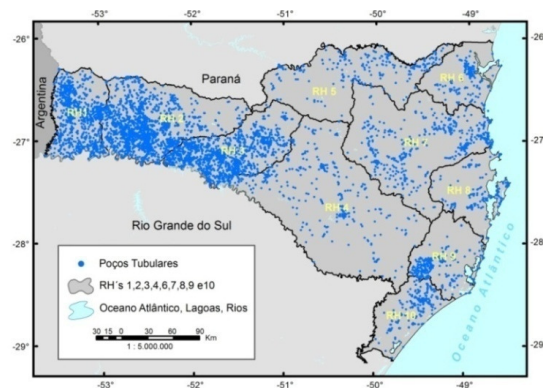 -53° -52° -51° -50° -49°
-26°
-26°
Paraná
RH 5
RH 6
Argentina
RH 1
RH 2
RH 7
-27°
-27°
RH 3
RH 8
RH 4
Rio Grande do Sul
-28°
-28°
RH 9
Poços Tubulares
RH´s 1,2,3,4,6,7,8,9 e10
RH 10
Oceano Atlântico
Oceano Atlântico, Lagoas, Rios
30 15 0 30 60 90
Km
1 : 5.000.000
-29°
-29°
-53° -52° -51° -50° -49°